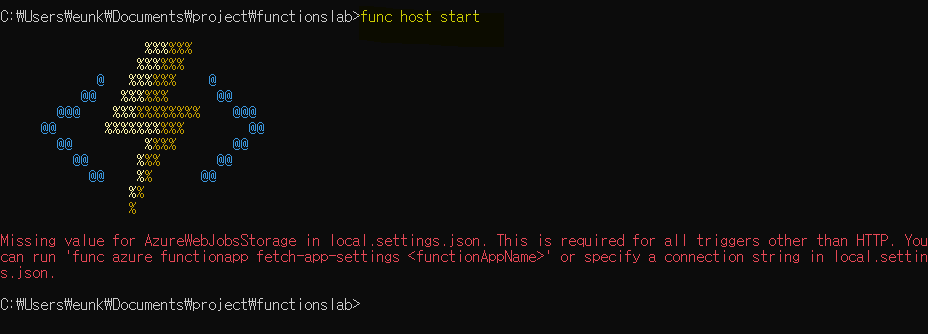 C:₩Users₩eunk₩Documents₩project₩functionslab>func host start
%%%%%%
%%%%%%
@ %%%%%% @
@@ %%%%%% @@
@@@ %%%%%%%%%%% @@@
@@ %%%%%%%%%% @@
@@ %%%% @@
@@ %%% @@
@@ %% @@
%%
%
Missing value for AzureWebJobsStorage in local.settings.json. This is required for all triggers other than HTTP. You
can run 'func azure functionapp fetch-app-settings <functionAppName>' or specify a connection string in local.settin
s.json.
C:₩Users₩eunk₩Documents₩project₩functionslab>